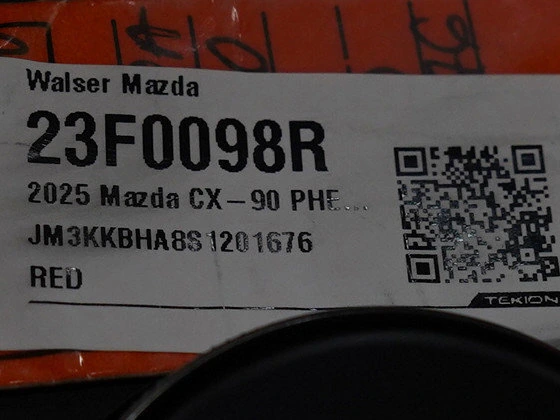 Walser Mazda
23F0098R
2025 Mazda CX-90 PHE...
JM3KKBHA8S1201676
RED
TEKION